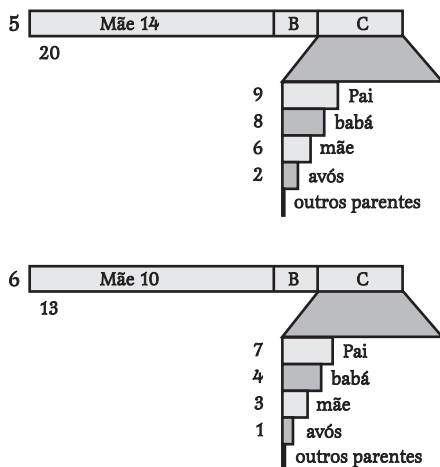 5 Mãe 14 B C
20
9 Pai
8 babá
6 mãe
2 avós
outros parentes
6 Mãe 10 B C
13
7 Pai
4 babá
3 mãe
1 avós
outros parentes